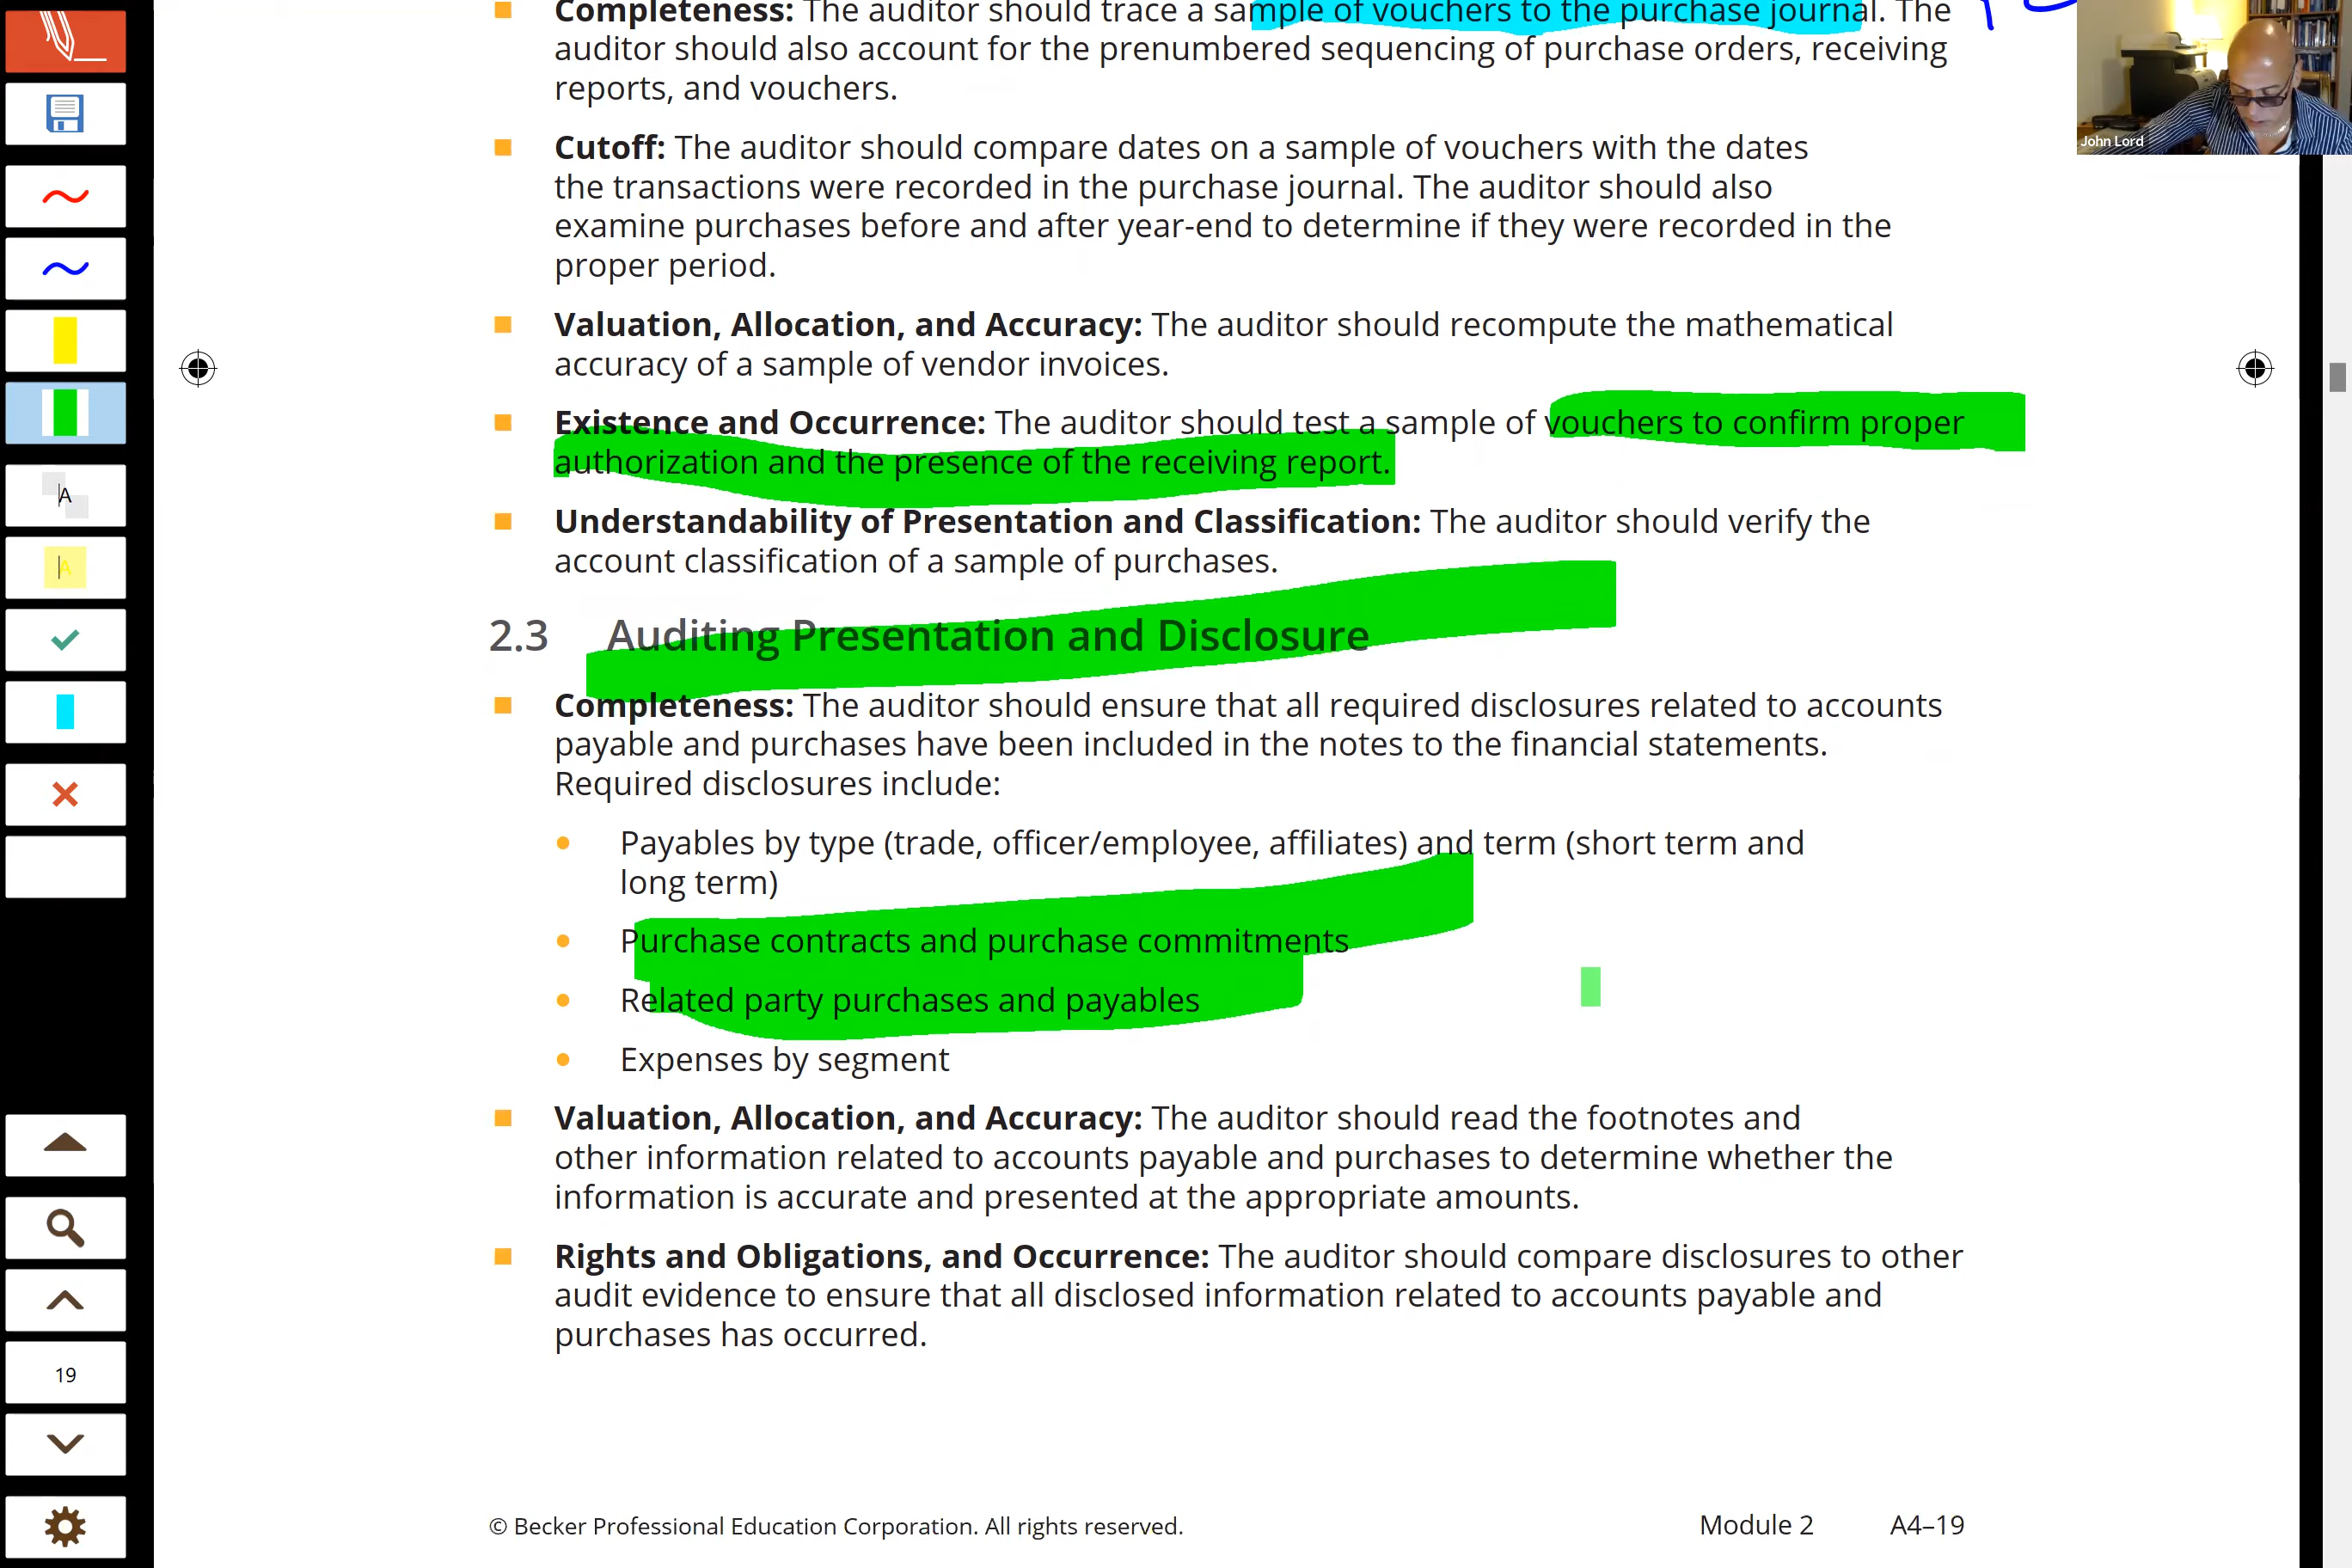 Completeness: The auditor should trace a sample of vouchers to the purchase journal. The
auditor should also account for the prenumbered sequencing of purchase orders, receiving
reports, and vouchers.
John Lord
Cutoff: The auditor should compare dates on a sample of vouchers with the dates
the transactions were recorded in the purchase journal. The auditor should also
examine purchases before and after year-end to determine if they were recorded in the
proper period.
Valuation, Allocation, and Accuracy: The auditor should recompute the mathematical
accuracy of a sample of vendor invoices.
Existence and Occurrence: The auditor should test a sample of vouchers to confirm proper
authorization and the presence of the receiving report.
Understandability of Presentation and Classification: The auditor should verify the
account classification of a sample of purchases.
2.3 Auditing Presentation and Disclosure
Completeness: The auditor should ensure that all required disclosures related to accounts
payable and purchases have been included in the notes to the financial statements.
Required disclosures include:
Payables by type (trade, officer/employee, affiliates) and term (short term and
long term)
Purchase contracts and purchase commitments
Related party purchases and payables
Expenses by segment
Valuation, Allocation, and Accuracy: The auditor should read the footnotes and
other information related to accounts payable and purchases to determine whether the
information is accurate and presented at the appropriate amounts.
Rights and Obligations, and Occurrence: The auditor should compare disclosures to other
audit evidence to ensure that all disclosed information related to accounts payable and
purchases has occurred.
A
A
19
© Becker Professional Education Corporation. All rights reserved.
Module 2 A4–19